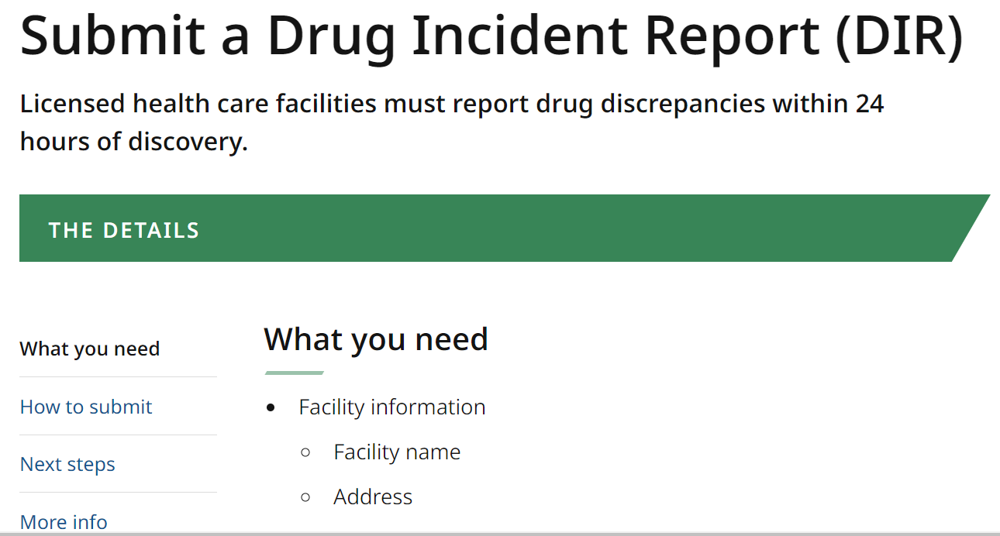 Submit a Drug Incident Report (DIR)
Licensed health care facilities must report drug discrepancies within 24
hours of discovery.
THE DETAILS
What you need
How to submit
Next steps
More info
What you need
Facility information
Facility name
Address